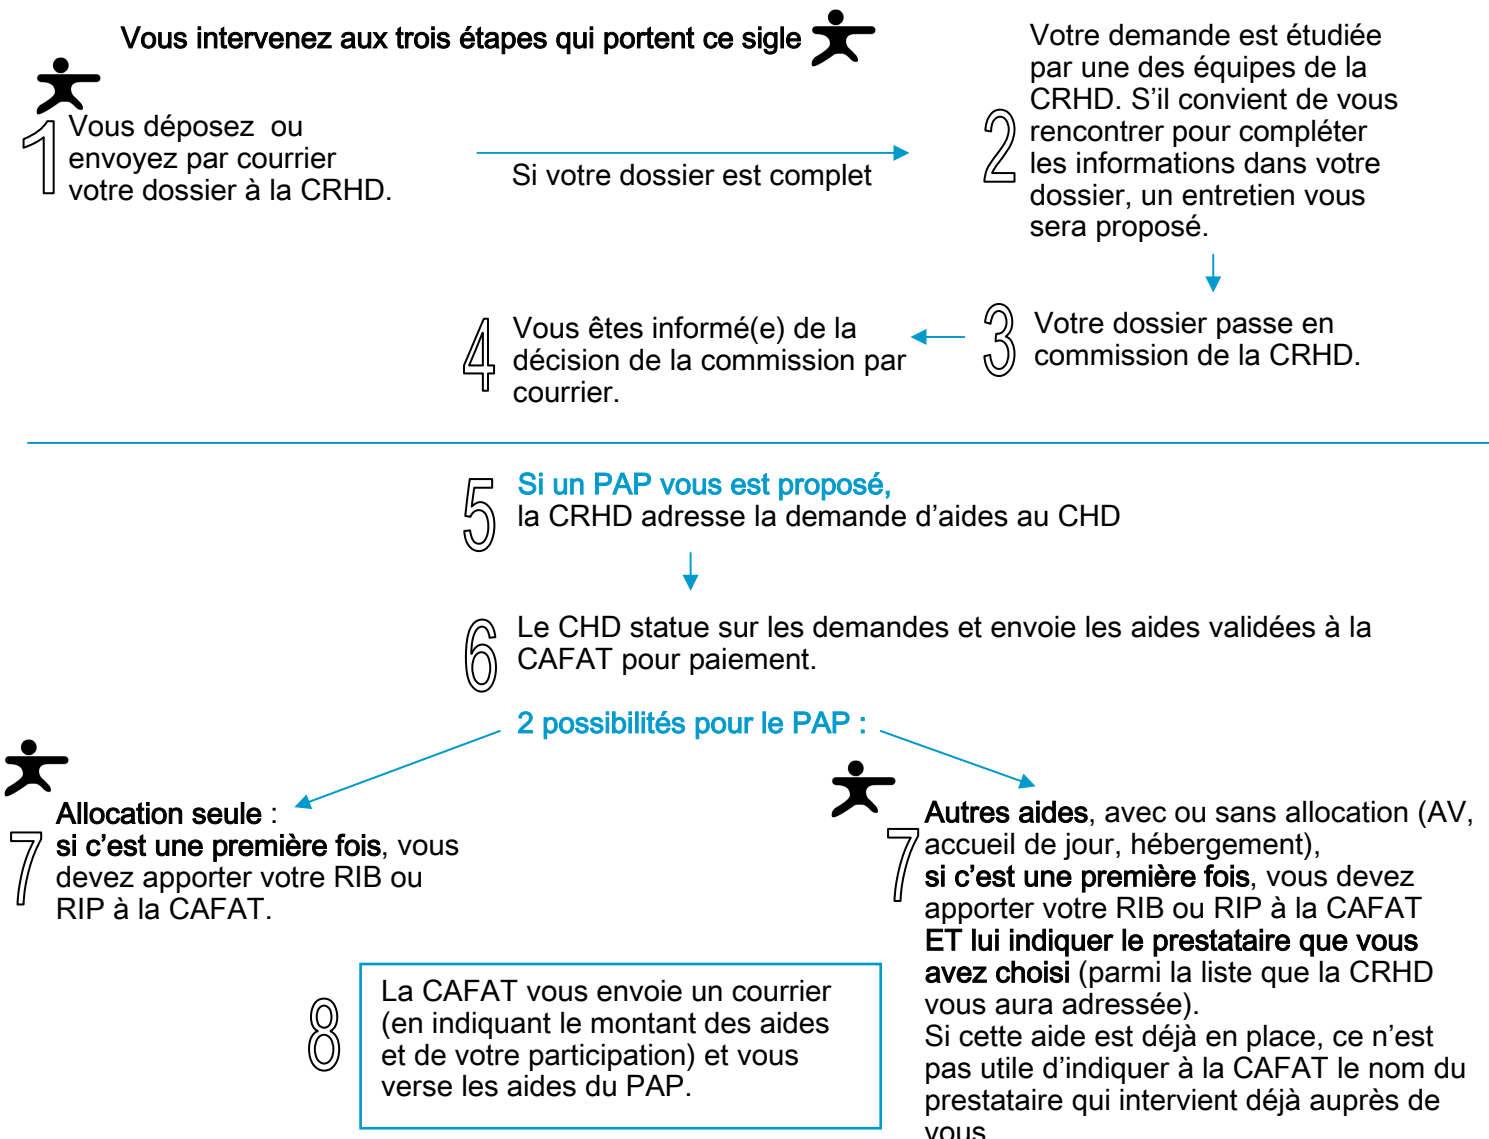 Vous intervenez aux trois étapes qui portent ce sigle
1
Vous déposez ou
envoyez par courrier
votre dossier à la CRHD.
Si votre dossier est complet
2
Votre demande est étudiée
par une des équipes de la
CRHD. S'il convient de vous
rencontrer pour compléter
les informations dans votre
dossier, un entretien vous
sera proposé.
3
Votre dossier passe en
commission de la CRHD.
4
Vous êtes informé(e) de la
décision de la commission par
courrier.
5
Si un PAP vous est proposé,
la CRHD adresse la demande d'aides au CHD
6
Le CHD statue sur les demandes et envoie les aides validées à la
CAFAT pour paiement.
2 possibilités pour le PAP :
7
Allocation seule :
si c'est une première fois, vous
devez apporter votre RIB ou
RIP à la CAFAT.
7
Autres aides, avec ou sans allocation (AV,
accueil de jour, hébergement),
si c'est une première fois, vous devez
apporter votre RIB ou RIP à la CAFAT
ET lui indiquer le prestataire que vous
avez choisi (parmi la liste que la CRHD
vous aura adressée).
Si cette aide est déjà en place, ce n'est
pas utile d'indiquer à la CAFAT le nom du
prestataire qui intervient déjà auprès de
vous
8
La CAFAT vous envoie un courrier
(en indiquant le montant des aides
et de votre participation) et vous
verse les aides du PAP.